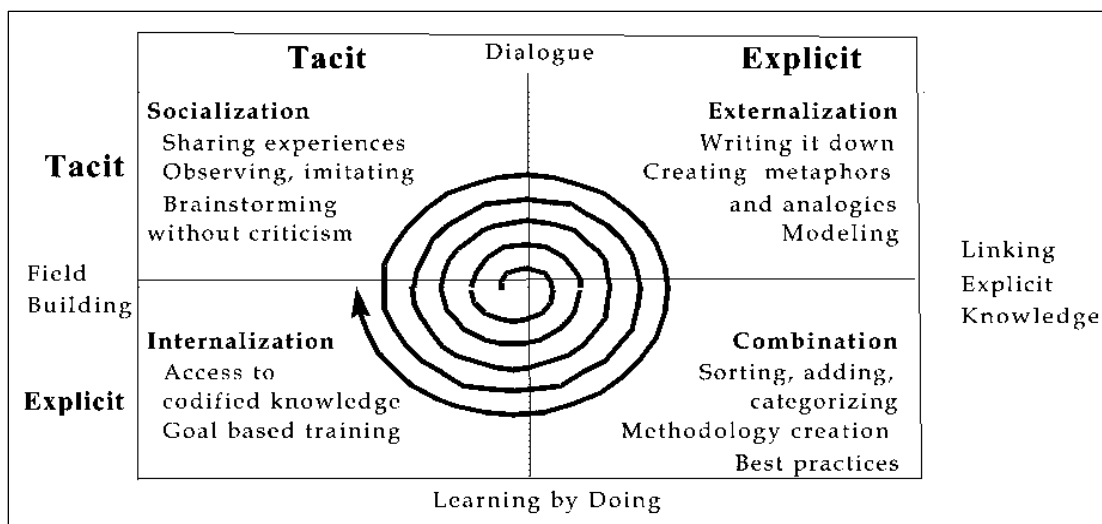 Tacit
Dialogue
Explicit
Tacit
Socialization
Sharing experiences
Observing, imitating
Brainstorming
without criticism
Externalization
Writing it down
Creating metaphors
and analogies
Modeling
Field
Building
Linking
Explicit
Knowledge
Explicit
Internalization
Access to
codified knowledge
Goal based training
Combination
Sorting, adding,
categorizing
Methodology creation
Best practices
Learning by Doing